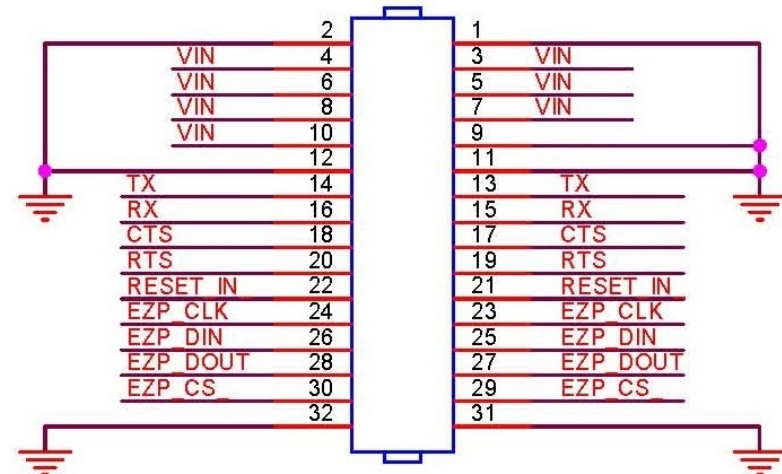 2 1
VIN 4 3 VIN
VIN 6 5 VIN
VIN 8 7 VIN
VIN 10 9
12 11
TX 14 13 TX
RX 16 15 RX
CTS 18 17 CTS
RTS 20 19 RTS
RESET_IN_ 22 21 RESET_IN_
EZP_CLK 24 23 EZP_CLK
EZP_DIN 26 25 EZP_DIN
EZP_DOUT 28 27 EZP_DOUT
EZP_CS_ 30 29 EZP_CS_
32 31